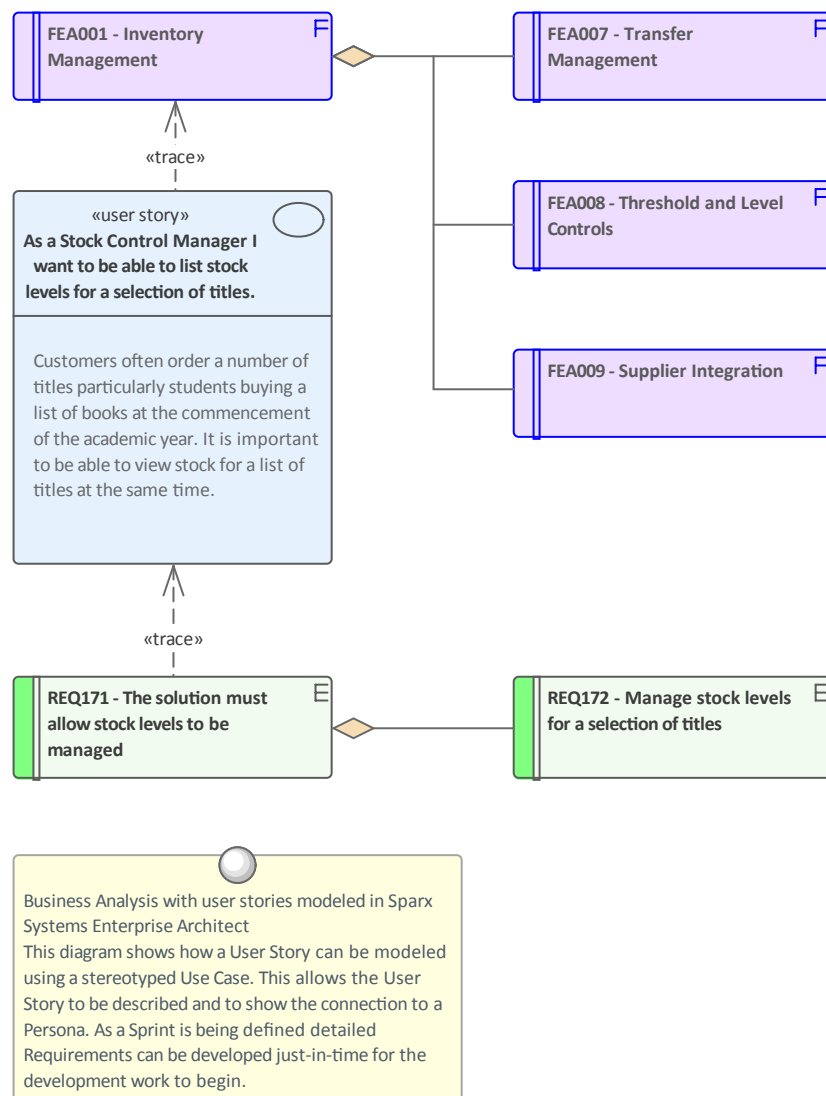 FEA001 - Inventory
Management
F
FEA007 - Transfer
Management
F
«trace»
«user story»
As a Stock Control Manager I
want to be able to list stock
levels for a selection of titles.
FEA008 - Threshold and Level
Controls
F
Customers often order a number of
titles particularly students buying a
list of books at the commencement
of the academic year. It is important
to be able to view stock for a list of
titles at the same time.
FEA009 - Supplier Integration
F
«trace»
REQ171 - The solution must
allow stock levels to be
managed
E
REQ172 - Manage stock levels
for a selection of titles
E
Business Analysis with user stories modeled in Sparx
Systems Enterprise Architect
This diagram shows how a User Story can be modeled
using a stereotyped Use Case. This allows the User
Story to be described and to show the connection to a
Persona. As a Sprint is being defined detailed
Requirements can be developed just-in-time for the
development work to begin.